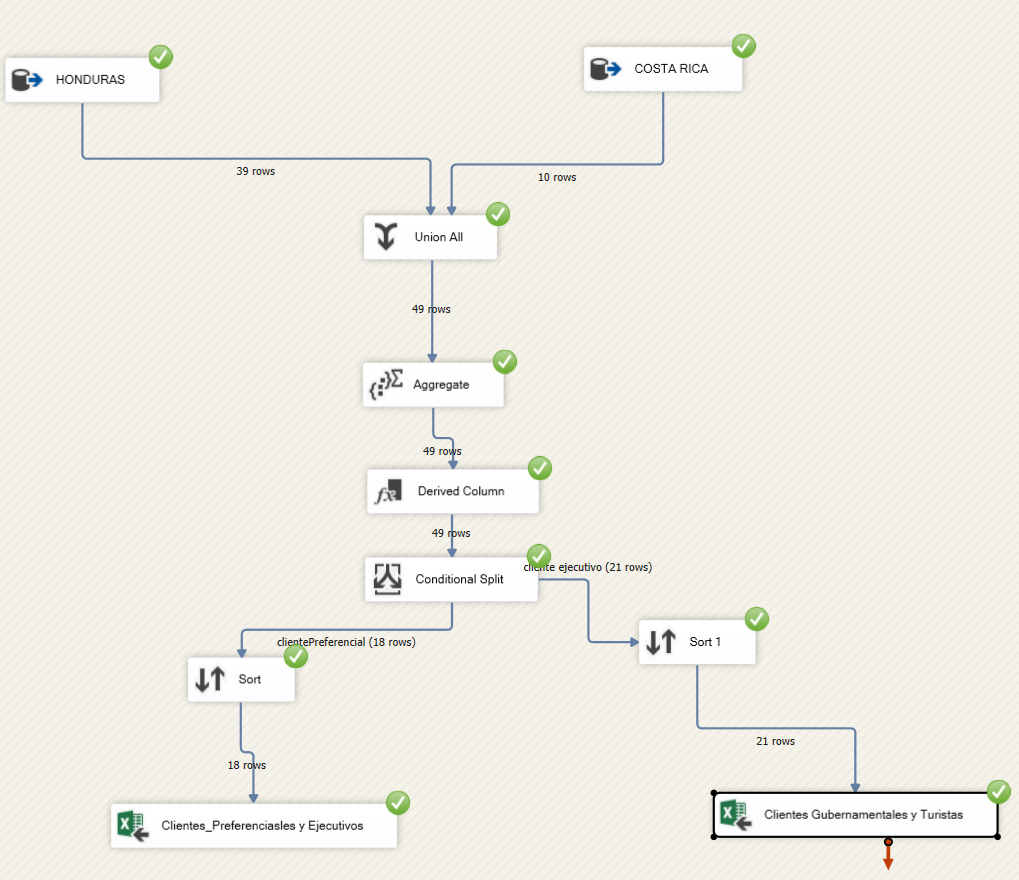 HONDURAS
COSTA RICA
39 rows
10 rows
Union All
49 rows
Aggregate
49 rows
Derived Column
49 rows
Conditional Split
cliente ejecutivo (21 rows)
clientePreferencial (18 rows)
Sort 1
Sort
21 rows
18 rows
Clientes_Preferenciasles y Ejecutivos
Clientes Gubernamentales y Turistas